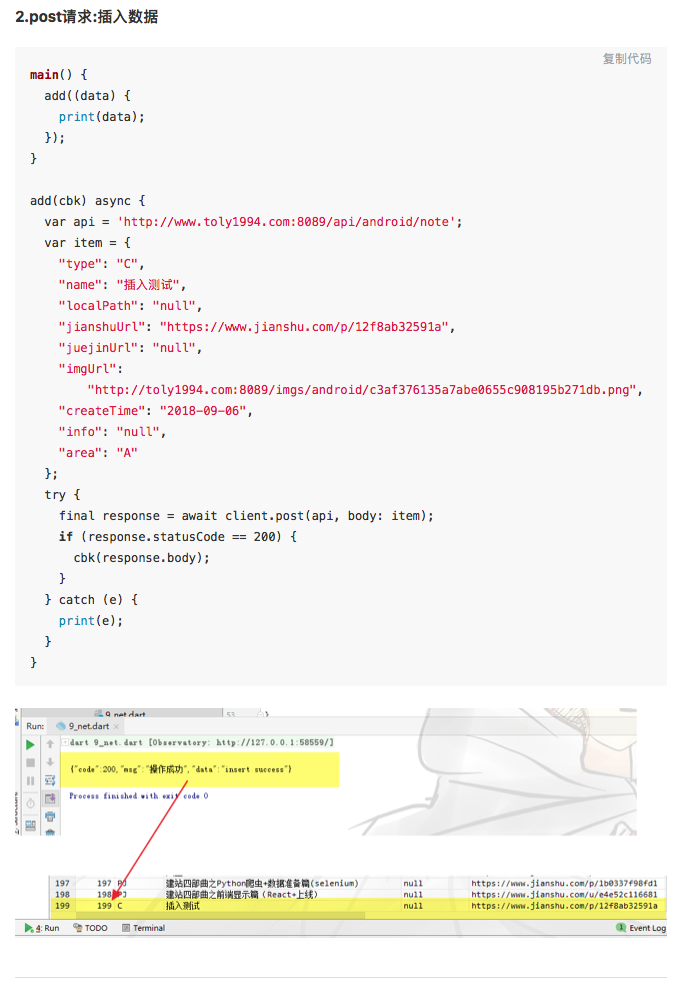 2.post请求:插入数据
复制代码
main() {
  add((data) {
    print(data);
  });
}
add(cbk) async {
  var api = 'http://www.toly1994.com:8089/api/android/note';
  var item = {
    "type": "C",
    "name": "插入测试",
    "localPath": "null",
    "jianshuUrl": "https://www.jianshu.com/p/12f8ab32591a",
    "juejinUrl": "null",
    "imgUrl":
        "http://toly1994.com:8089/imgs/android/c3af376135a7abe0655c908195b271db.png",
    "createTime": "2018-09-06",
    "info": "null",
    "area": "A"
  };
  try {
    final response = await client.post(api, body: item);
    if (response.statusCode == 200) {
      cbk(response.body);
    }
  } catch (e) {
    print(e);
  }
}
9_net.dart 53 }
Run: 9_net.dart
dart 9_net.dart [Observatory: http://127.0.0.1:58559/]
{"code":200,"msg":"操作成功","data":"insert success"}
Process finished with exit code 0
197 197 PJ 建站四部曲之Python爬虫+数据准备篇(selenium) null https://www.jianshu.com/p/1b0337f98fd1
198 198 PJ 建站四部曲之前端显示篇（React+上线) null https://www.jianshu.com/u/e4e52c116681
199 199 C 插入测试 null https://www.jianshu.com/p/12f8ab32591a
4: Run TODO Terminal 1 Event Log